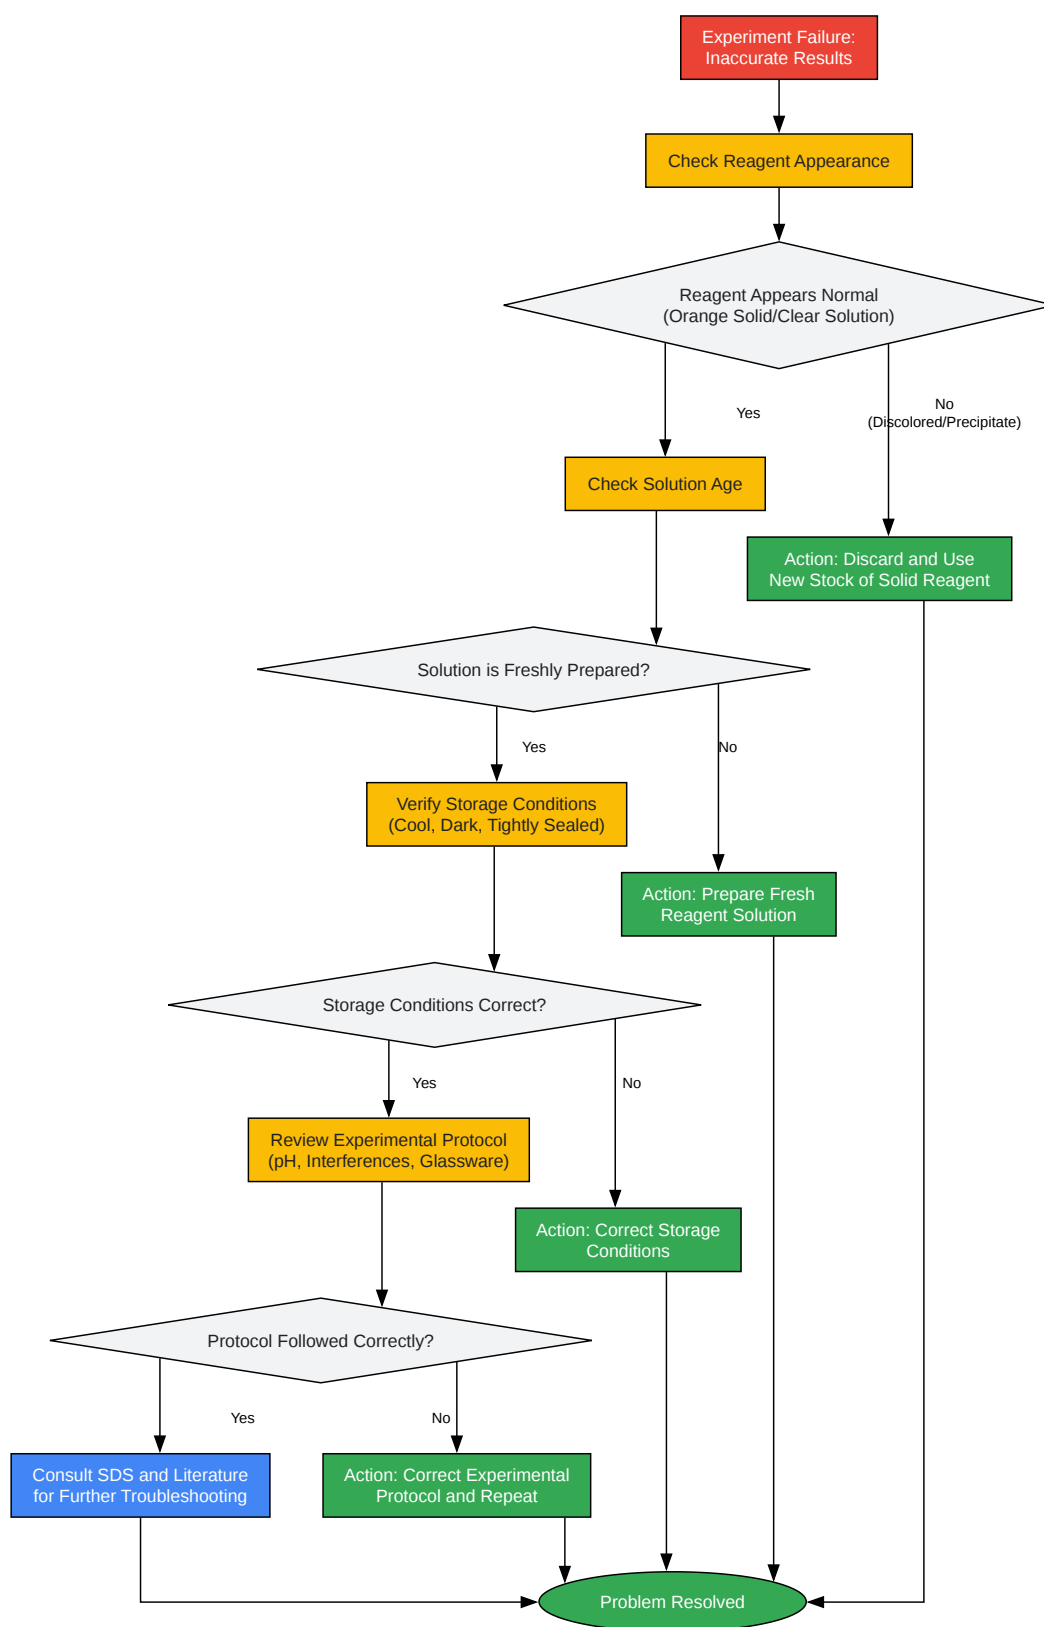 Experiment Failure:
Inaccurate Results
Check Reagent Appearance
Reagent Appears Normal
(Orange Solid/Clear Solution)
Yes
No
(Discolored/Precipitate)
Check Solution Age
Action: Discard and Use
New Stock of Solid Reagent
Solution is Freshly Prepared?
Yes
No
Verify Storage Conditions
(Cool, Dark, Tightly Sealed)
Action: Prepare Fresh
Reagent Solution
Storage Conditions Correct?
Yes
No
Review Experimental Protocol
(pH, Interferences, Glassware)
Action: Correct Storage
Conditions
Protocol Followed Correctly?
Yes
No
Consult SDS and Literature
for Further Troubleshooting
Action: Correct Experimental
Protocol and Repeat
Problem Resolved